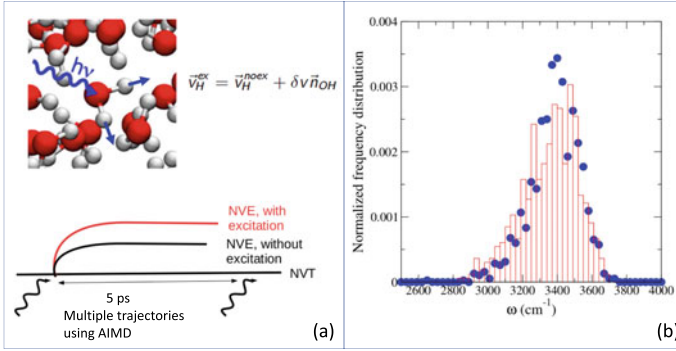 hν
v⃗_H^ex = v⃗_H^noex + δv n⃗_OH
NVE, with
excitation
NVE, without
excitation
NVT
5 ps
Multiple trajectories
using AIMD
(a)
Normalized frequency distribution
0.004
0.003
0.002
0.001
0.000
2600 2800 3000 3200 3400 3600 3800 4000
ω (cm⁻¹)
(b)